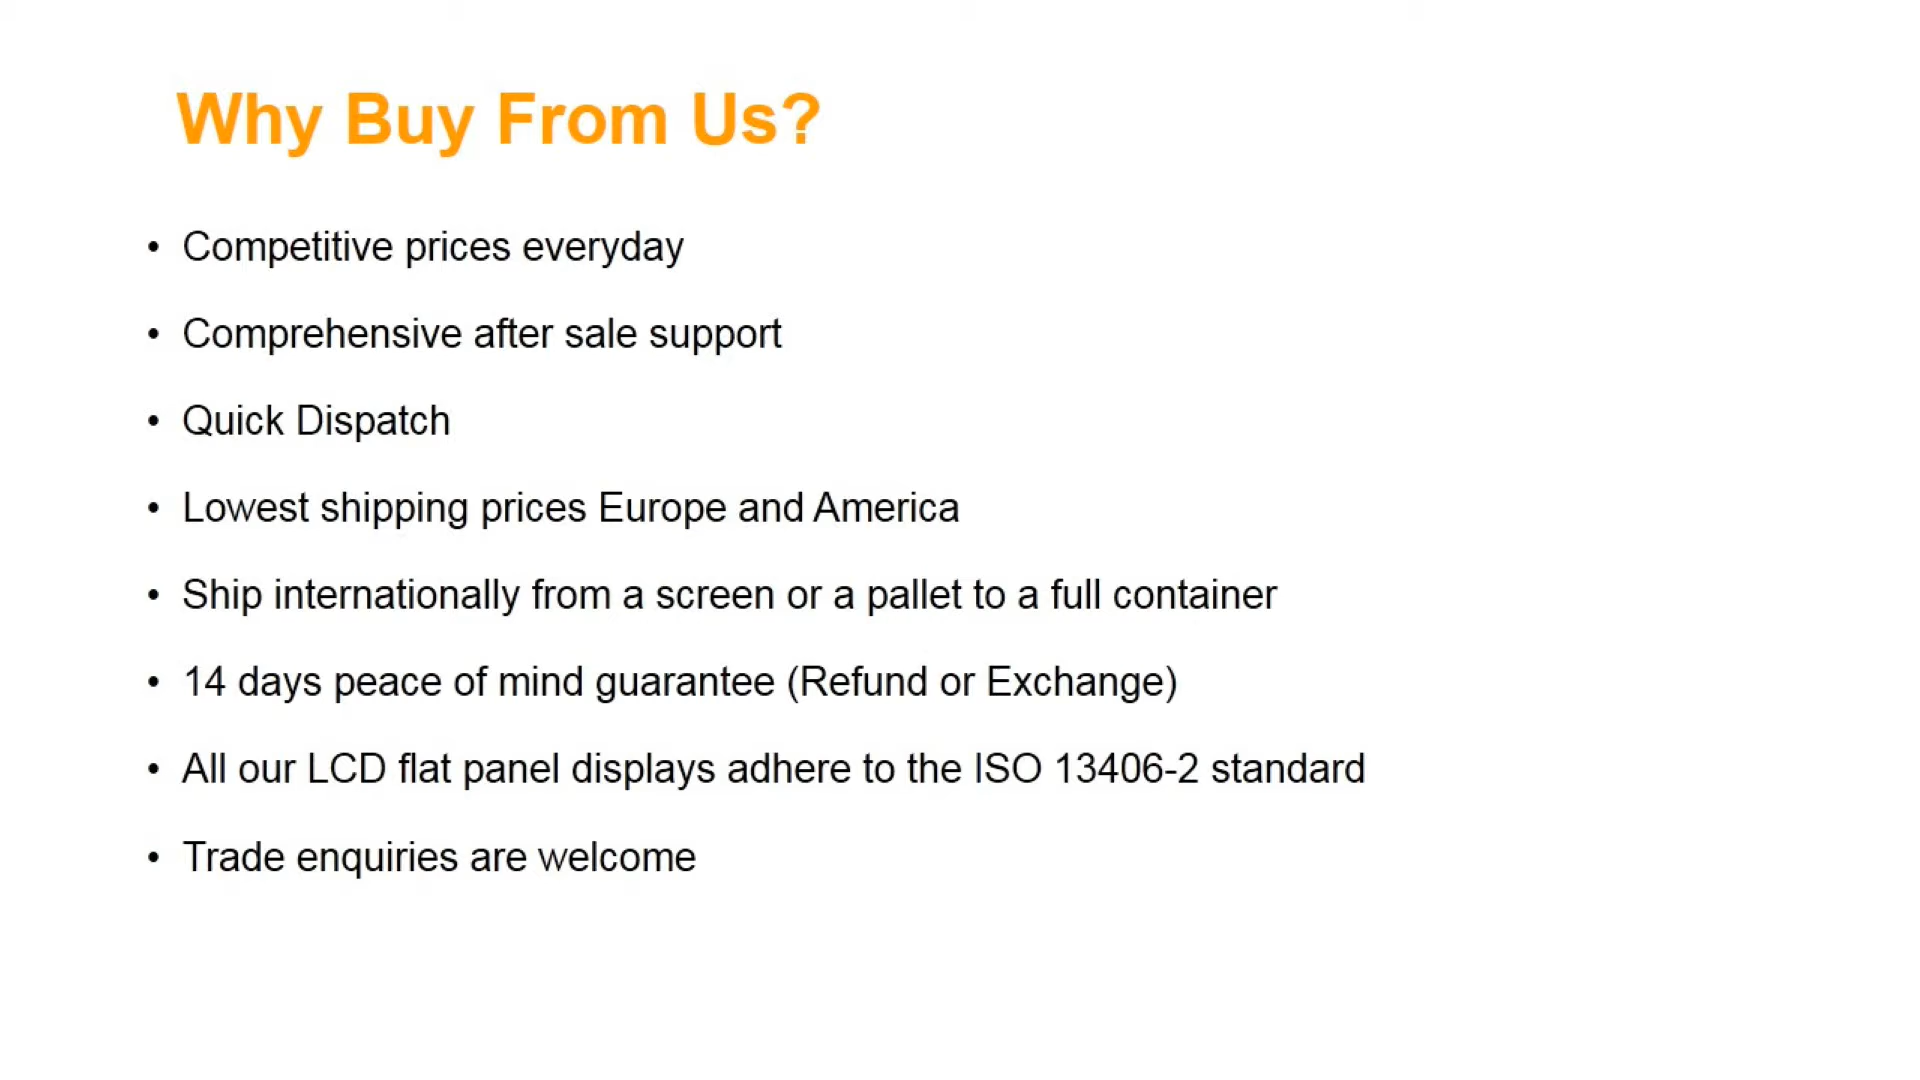 Why Buy From Us?
• Competitive prices everyday
• Comprehensive after sale support
• Quick Dispatch
• Lowest shipping prices Europe and America
• Ship internationally from a screen or a pallet to a full container
• 14 days peace of mind guarantee (Refund or Exchange)
• All our LCD flat panel displays adhere to the ISO 13406-2 standard
• Trade enquiries are welcome